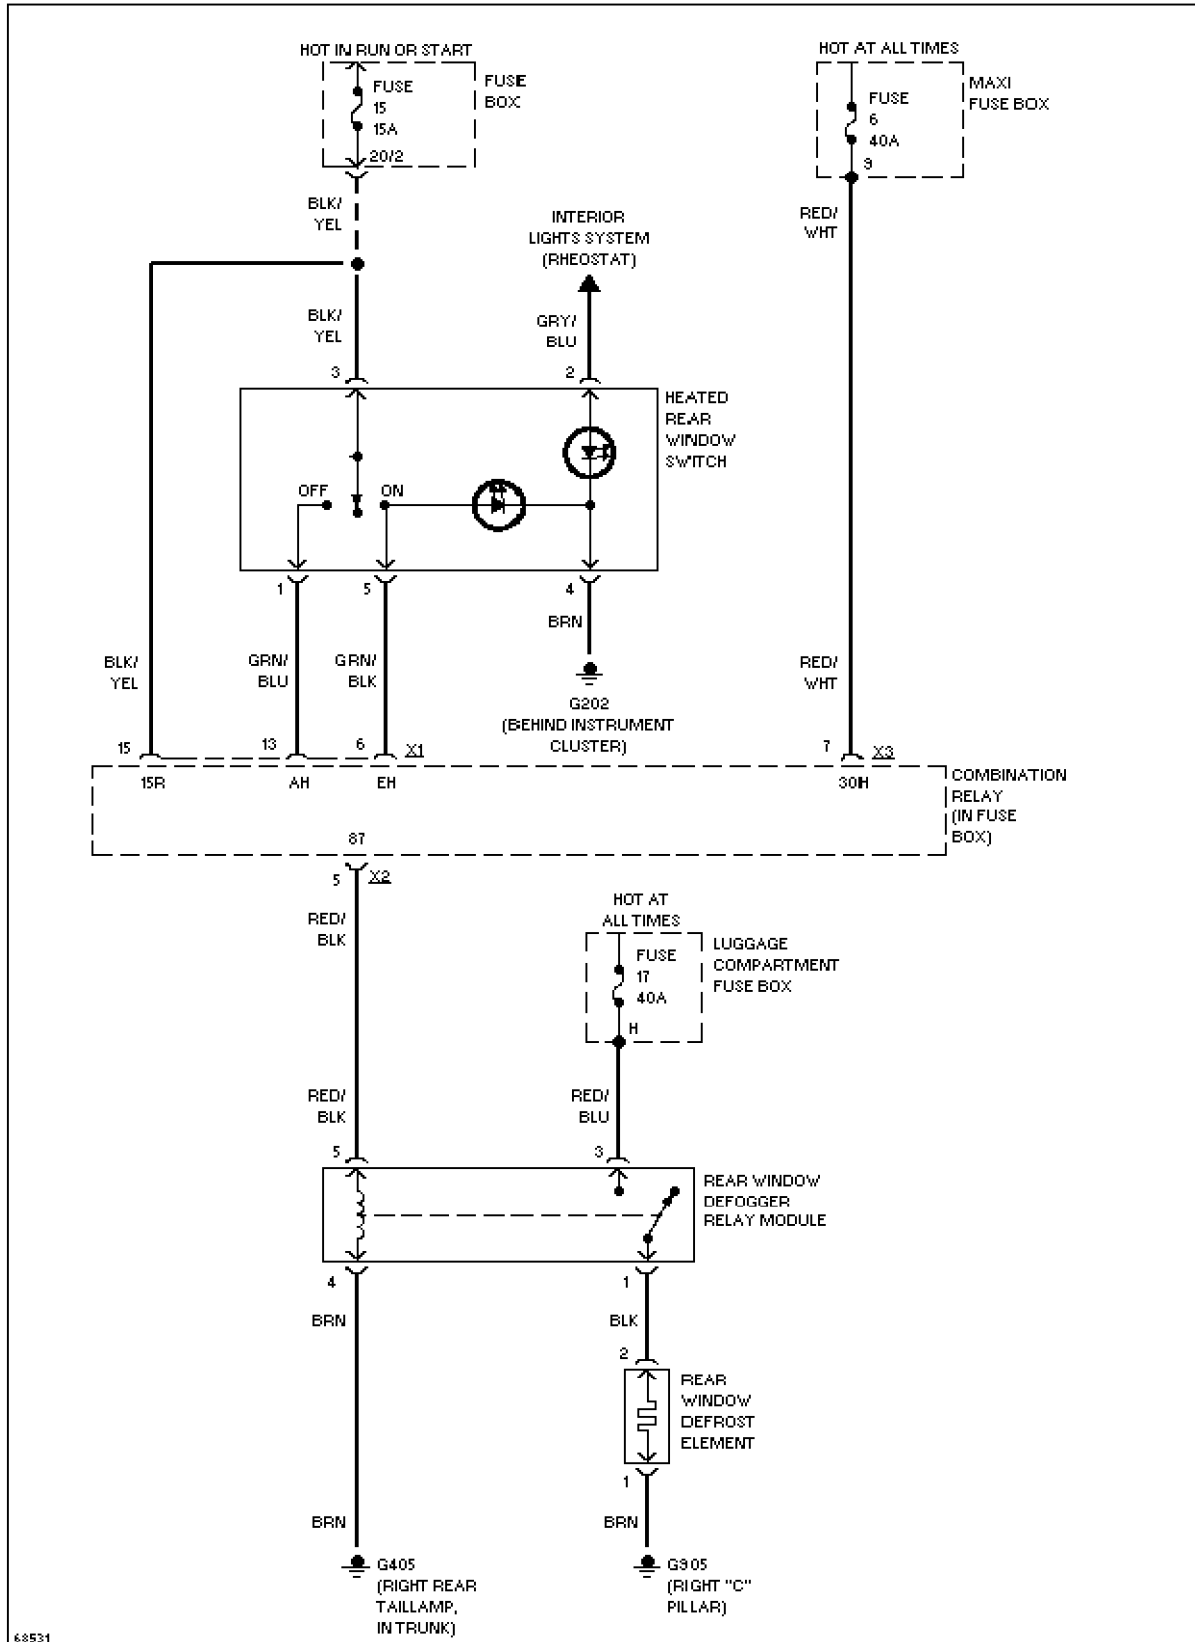 HOT IN RUN OR START
HOT AT ALL TIMES
FUSE
15
15A
20/2
FUSE
BOX
FUSE
6
40A
9
MAXI
FUSE BOX
BLK/
YEL
INTERIOR
LIGHTS SYSTEM
(RHEOSTAT)
RED/
WHT
BLK/
YEL
GRY/
BLU
3
2
HEATED
REAR
WINDOW
SWITCH
OFF
ON
1
5
4
BRN
BLK/
YEL
GRN/
BLU
GRN/
BLK
RED/
WHT
G202
(BEHIND INSTRUMENT
CLUSTER)
15
13
6
X1
7
X3
15R
AH
EH
30H
COMBINATION
RELAY
(IN FUSE
BOX)
87
5
X2
RED/
BLK
HOT AT
ALL TIMES
FUSE
17
40A
H
LUGGAGE
COMPARTMENT
FUSE BOX
RED/
BLK
RED/
BLU
5
3
REAR WINDOW
DEFOGGER
RELAY MODULE
4
1
BRN
BLK
2
REAR
WINDOW
DEFROST
ELEMENT
1
BRN
BRN
G405
(RIGHT REAR
TAILLAMP,
IN TRUNK)
G905
(RIGHT "C"
PILLAR)
68531